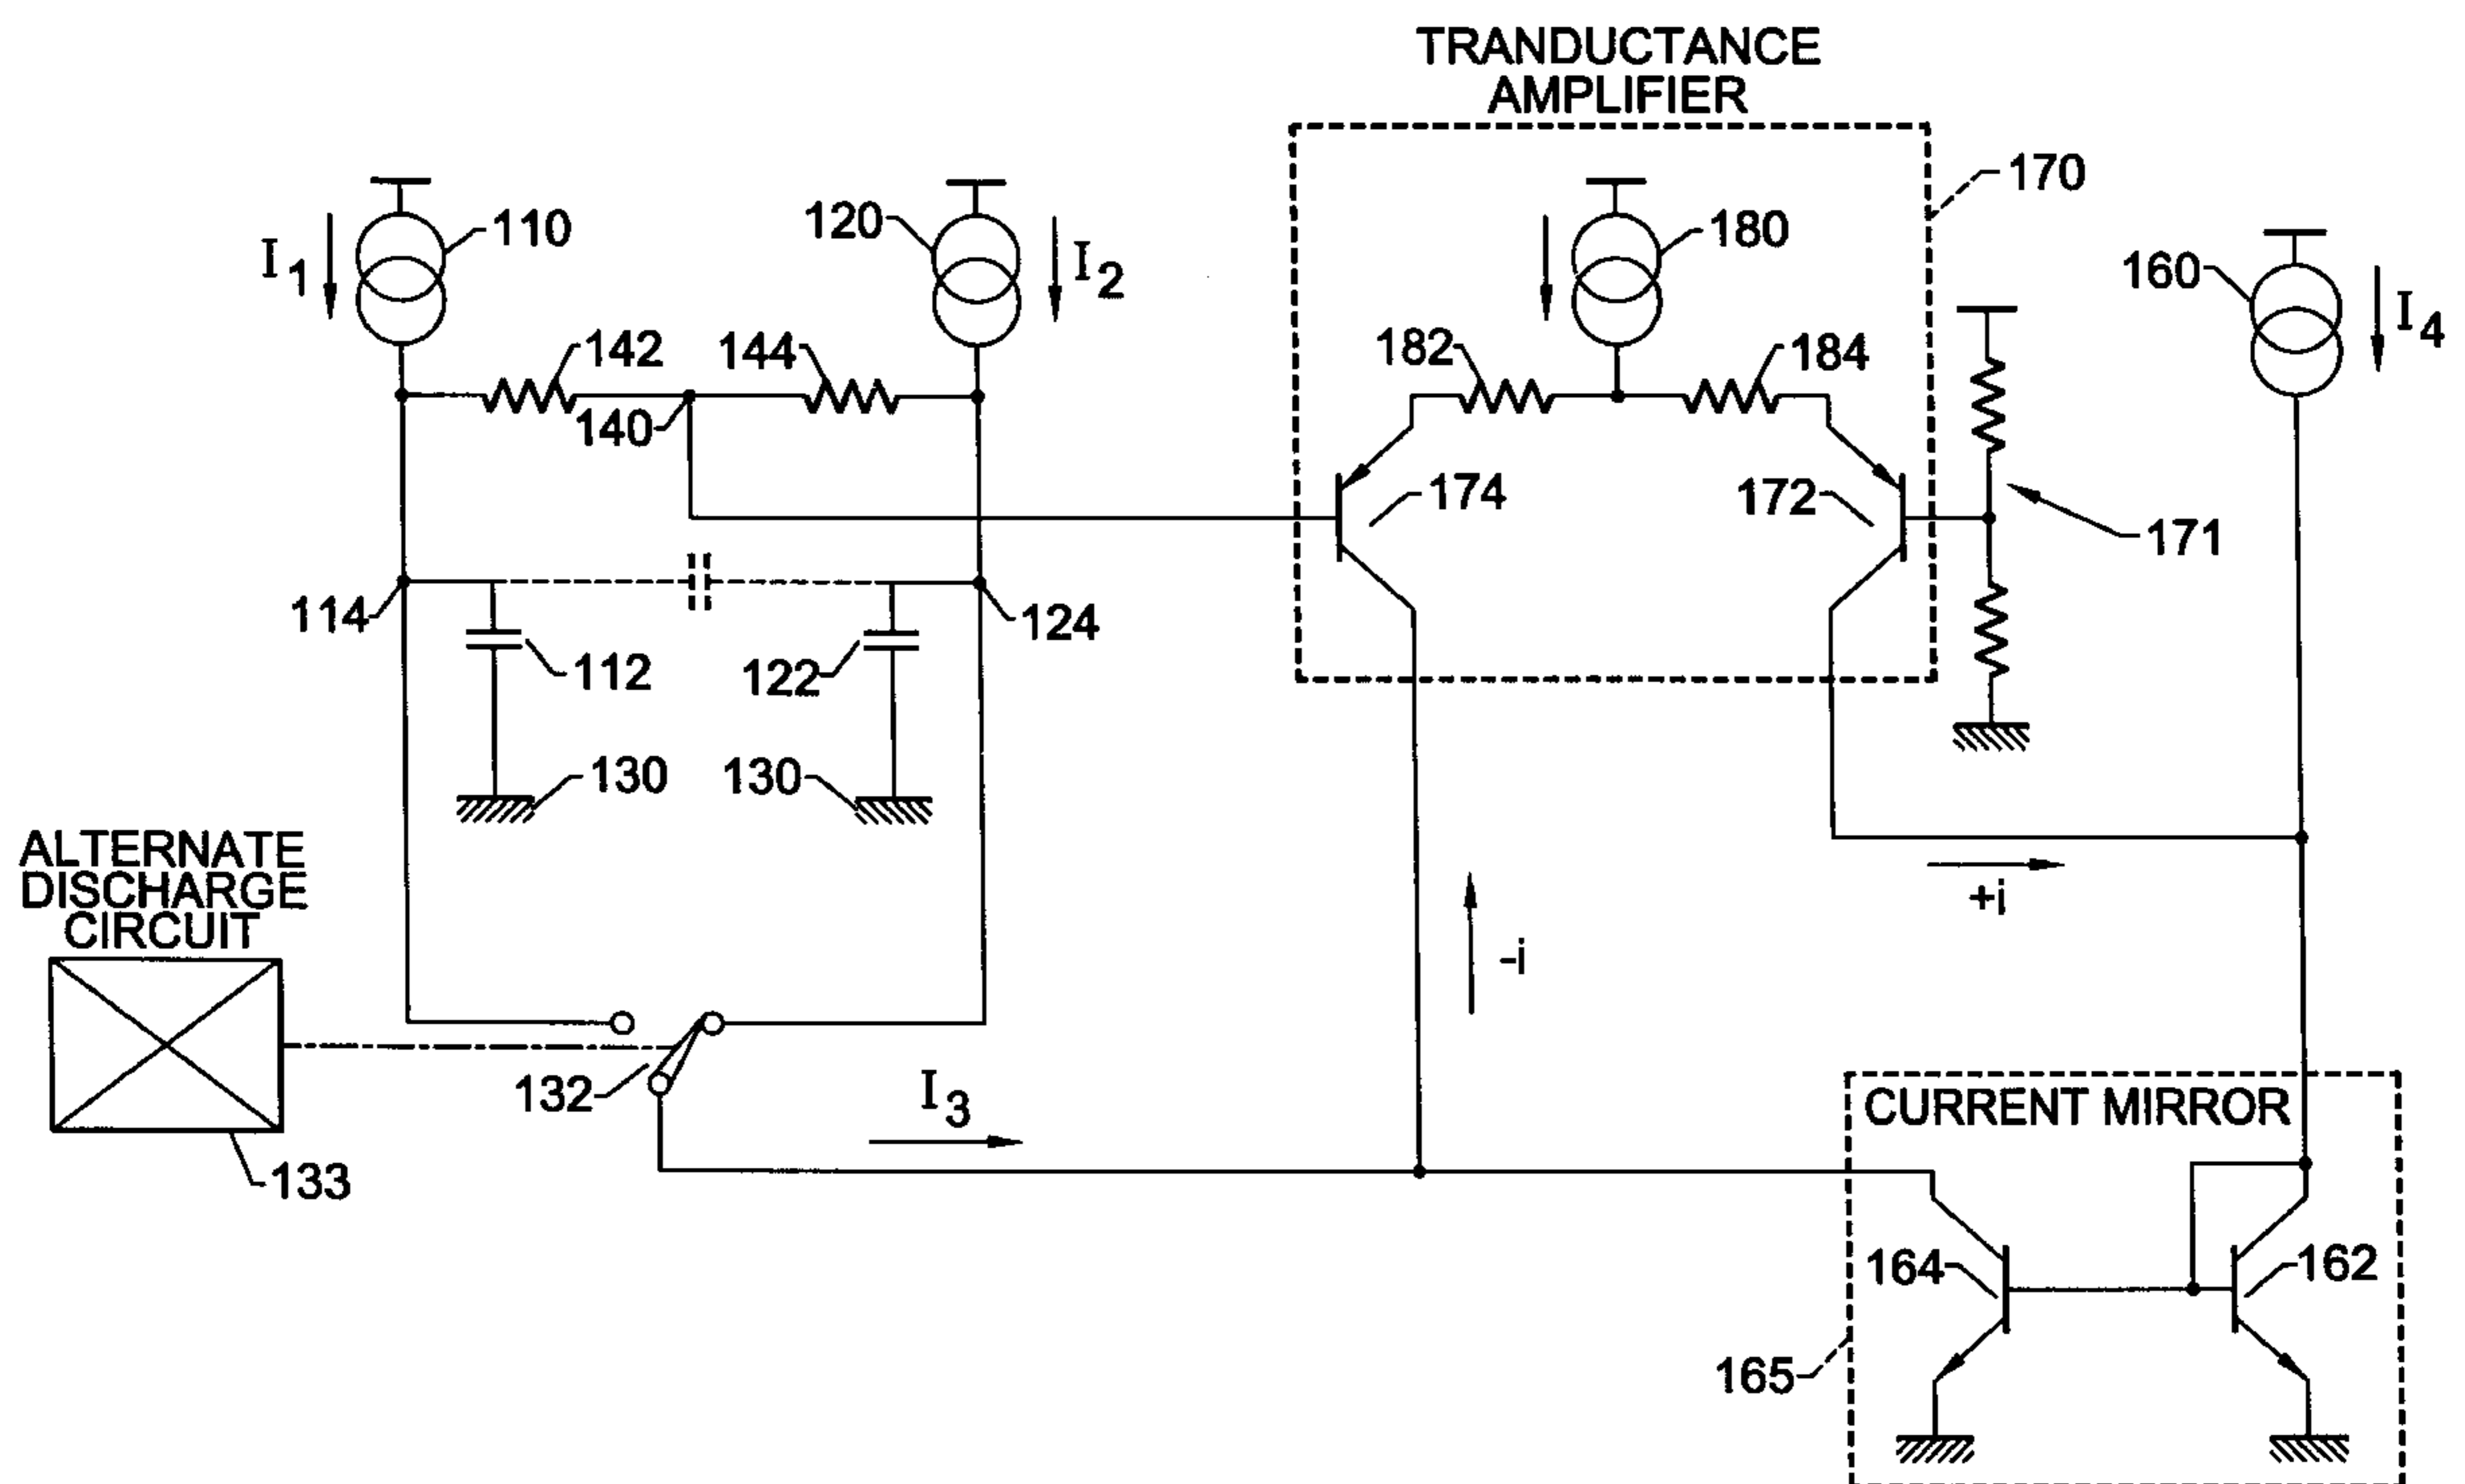 TRANDUCTANCE
AMPLIFIER
170
I1
110
120
I2
180
160
I4
142
144
182
184
140
174
172
171
114
124
112
122
130
130
ALTERNATE
DISCHARGE
CIRCUIT
+i
-i
132
I3
CURRENT MIRROR
133
164
162
165